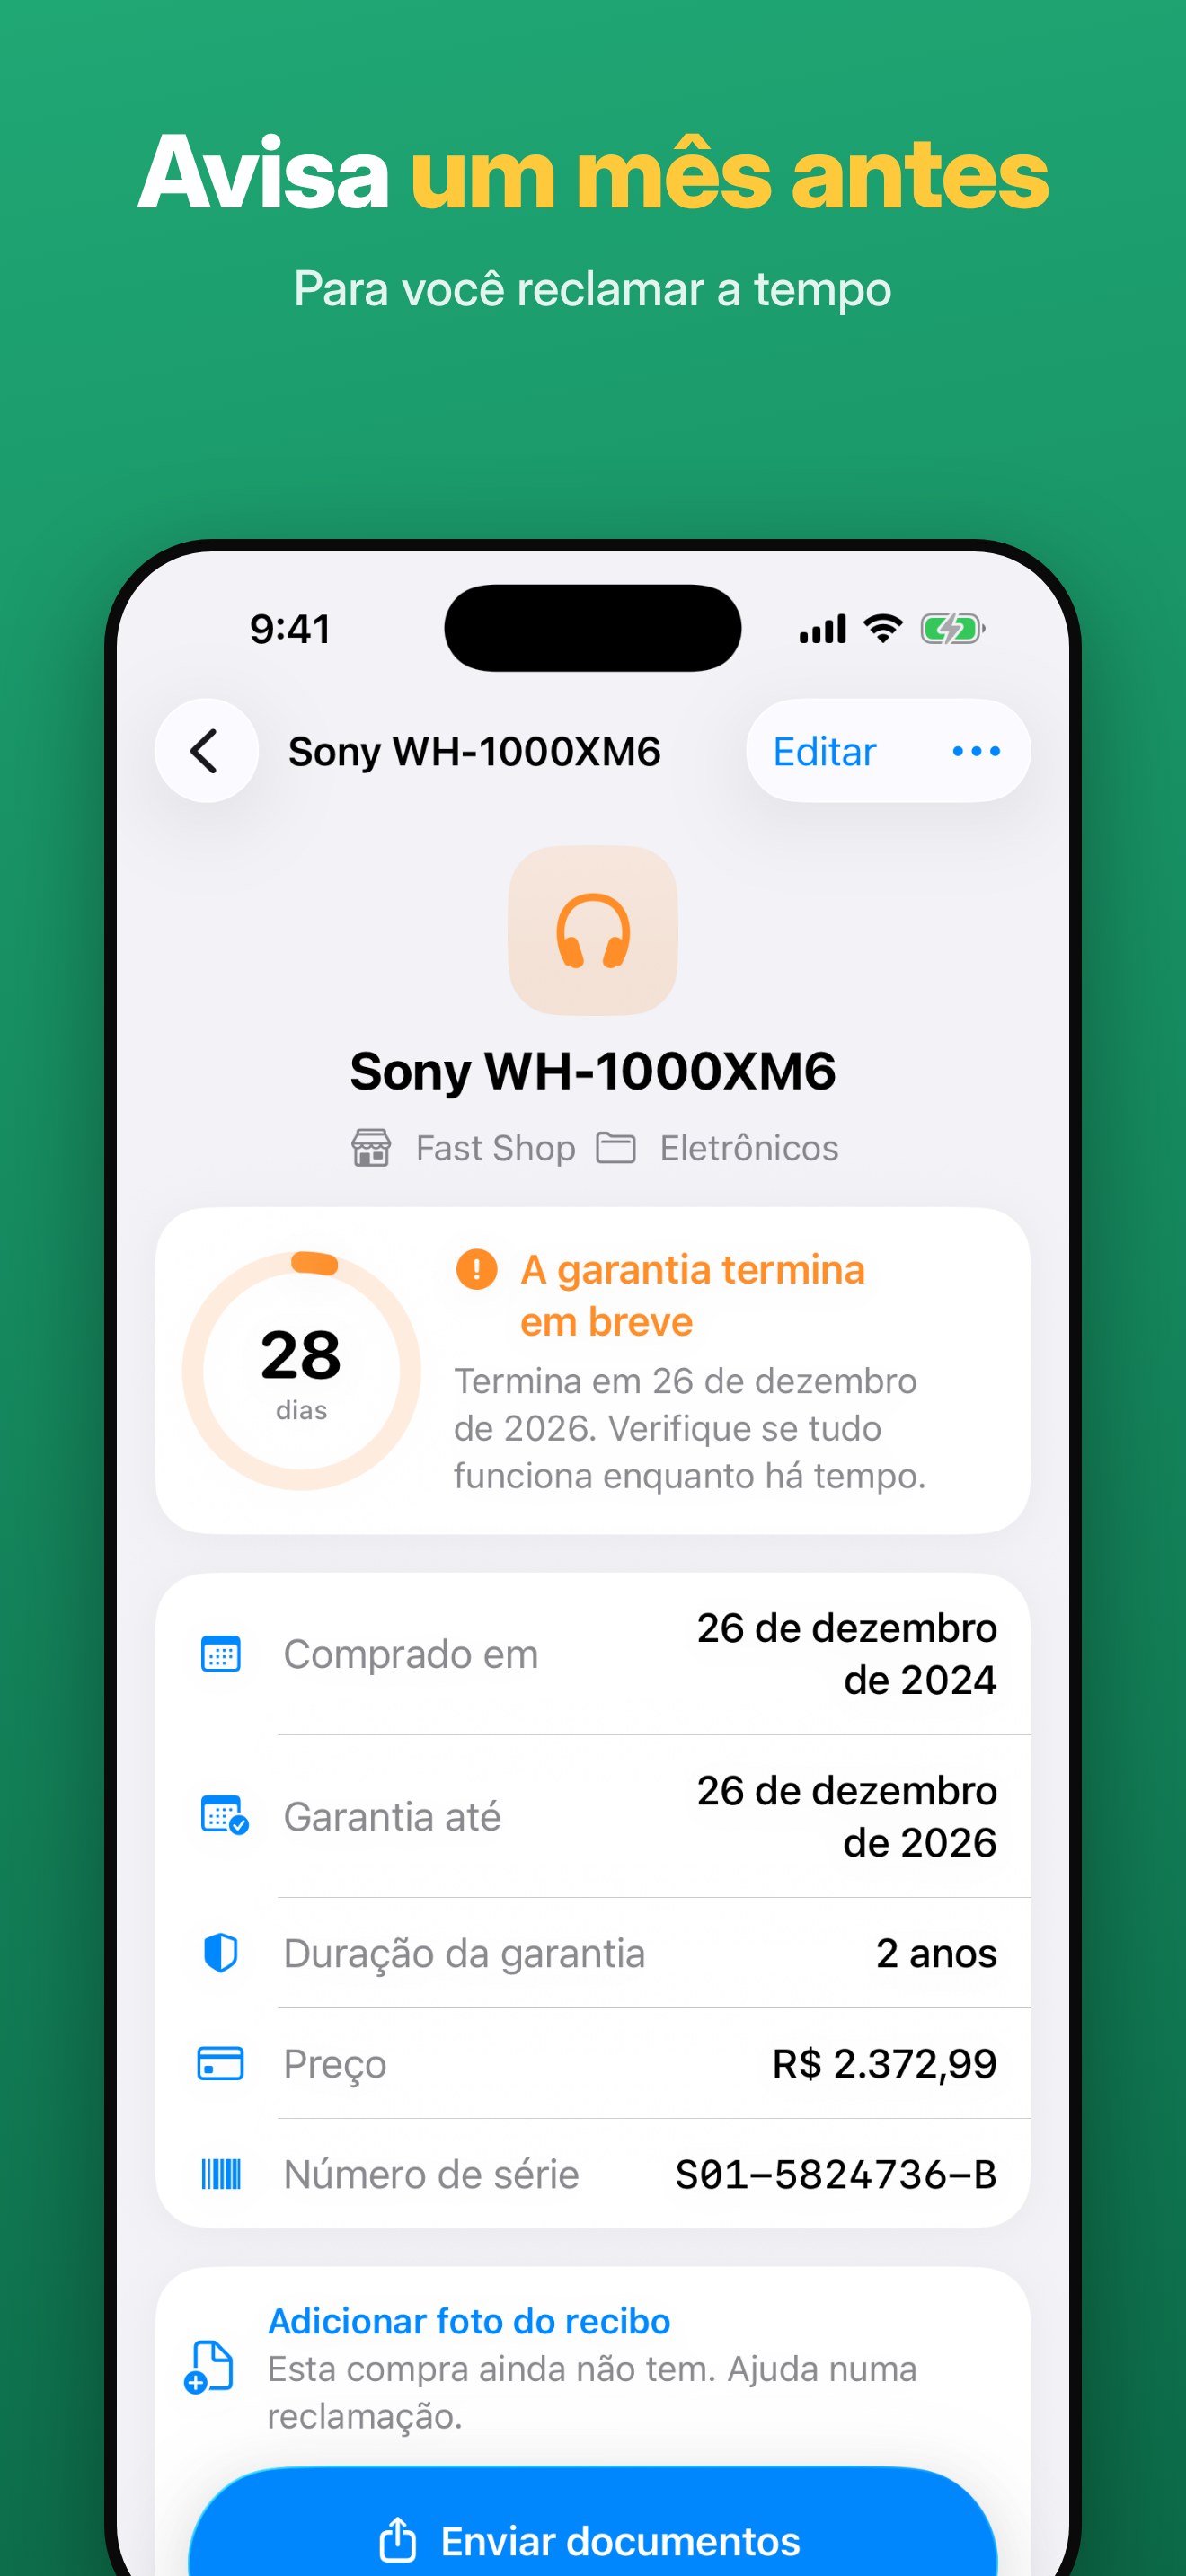 Avisa um mês antes
Para você reclamar a tempo
9:41
Sony WH-1000XM6
Editar
Sony WH-1000XM6
Fast Shop Eletrônicos
28
dias
A garantia termina
em breve
Termina em 26 de dezembro
de 2026. Verifique se tudo
funciona enquanto há tempo.
Comprado em
26 de dezembro
de 2024
Garantia até
26 de dezembro
de 2026
Duração da garantia
2 anos
Preço
R$ 2.372,99
Número de série
S01–5824736–B
Adicionar foto do recibo
Esta compra ainda não tem. Ajuda numa
reclamação.
Enviar documentos